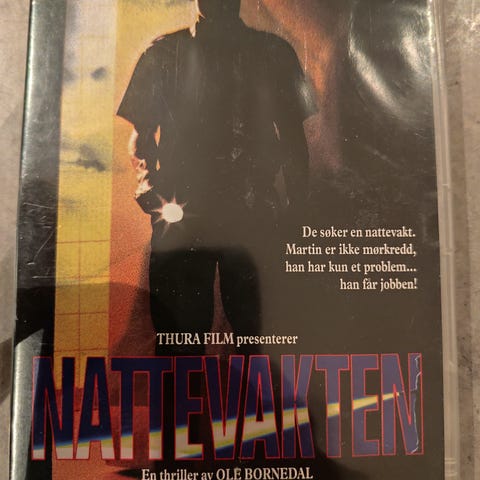 De søker en nattevakt.
Martin er ikke mørkredd,
han har kun et problem...
han får jobben!
THURA FILM presenterer
NATTEVAKTEN
En thriller av OLE BORNEDAL